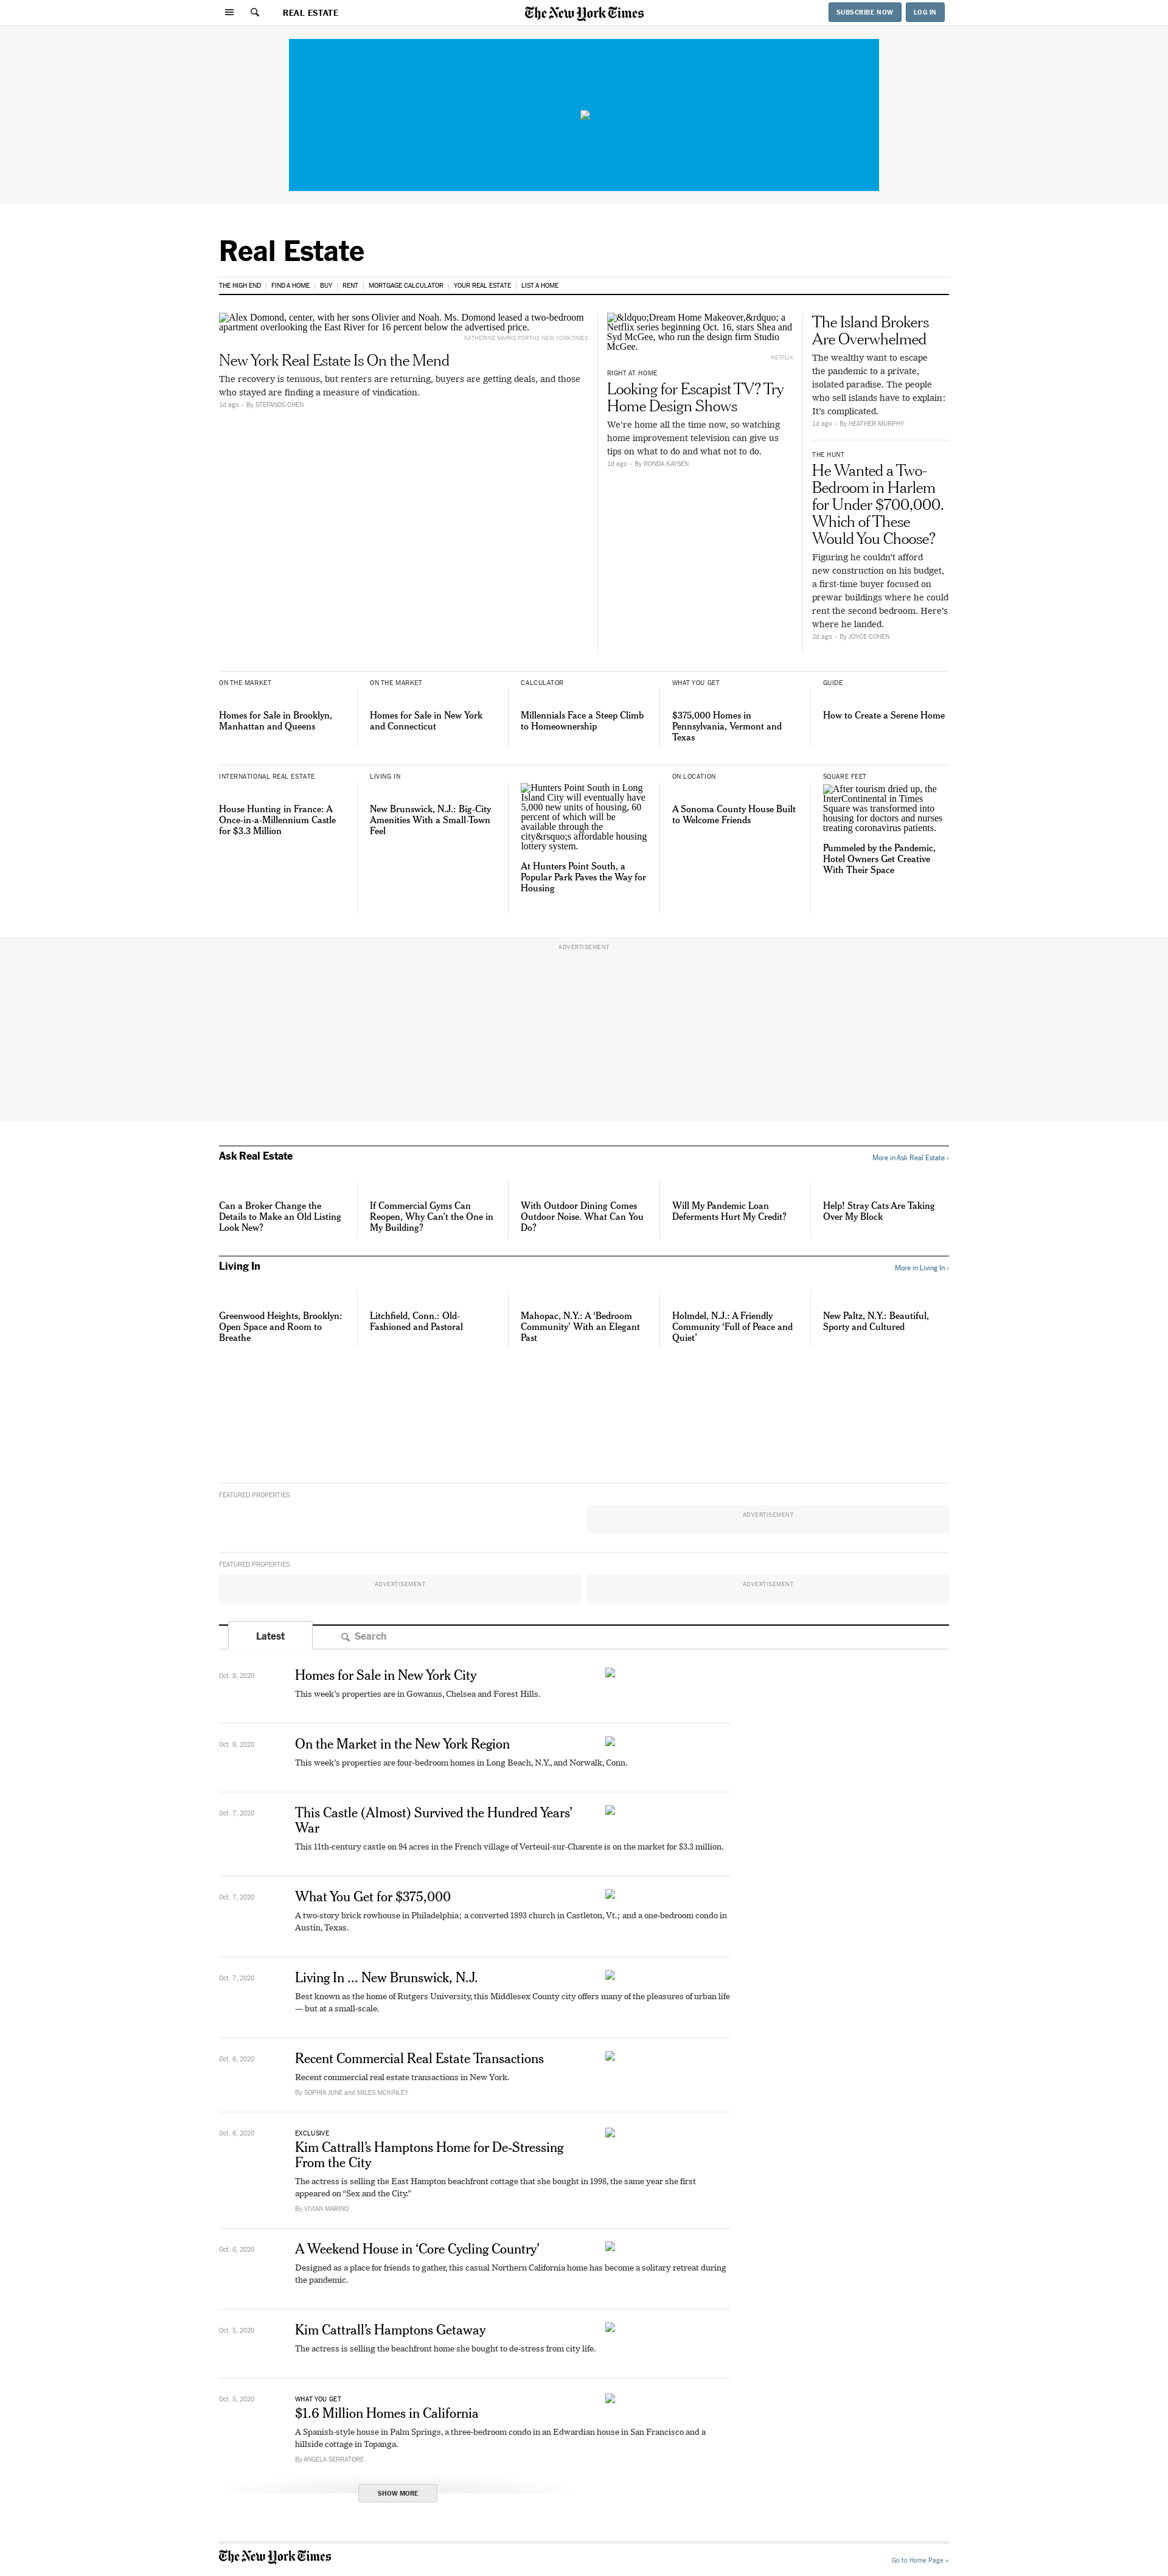 REAL ESTATE
The New York Times
SUBSCRIBE NOW
LOG IN
Real Estate
THE HIGH END
FIND A HOME
BUY
RENT
MORTGAGE CALCULATOR
YOUR REAL ESTATE
LIST A HOME
Alex Domond, center, with her sons Olivier and Noah. Ms. Domond leased a two-bedroom
apartment overlooking the East River for 16 percent below the advertised price.
KATHERINE MARKS FOR THE NEW YORK TIMES
New York Real Estate Is On the Mend
The recovery is tenuous, but renters are returning, buyers are getting deals, and those
who stayed are finding a measure of vindication.
1d ago - By STEFANOS CHEN
&ldquo;Dream Home Makeover,&rdquo; a
Netflix series beginning Oct. 16, stars Shea and
Syd McGee, who run the design firm Studio
McGee.
NETFLIX
RIGHT AT HOME
Looking for Escapist TV? Try
Home Design Shows
We're home all the time now, so watching
home improvement television can give us
tips on what to do and what not to do.
1d ago - By RONDA KAYSEN
The Island Brokers
Are Overwhelmed
The wealthy want to escape
the pandemic to a private,
isolated paradise. The people
who sell islands have to explain:
It's complicated.
1d ago - By HEATHER MURPHY
THE HUNT
He Wanted a Two-
Bedroom in Harlem
for Under $700,000.
Which of These
Would You Choose?
Figuring he couldn't afford
new construction on his budget,
a first-time buyer focused on
prewar buildings where he could
rent the second bedroom. Here's
where he landed.
2d ago - By JOYCE COHEN
ON THE MARKET
Homes for Sale in Brooklyn,
Manhattan and Queens
ON THE MARKET
Homes for Sale in New York
and Connecticut
CALCULATOR
Millennials Face a Steep Climb
to Homeownership
WHAT YOU GET
$375,000 Homes in
Pennsylvania, Vermont and
Texas
GUIDE
How to Create a Serene Home
INTERNATIONAL REAL ESTATE
House Hunting in France: A
Once-in-a-Millennium Castle
for $3.3 Million
LIVING IN
New Brunswick, N.J.: Big-City
Amenities With a Small-Town
Feel
Hunters Point South in Long
Island City will eventually have
5,000 new units of housing, 60
percent of which will be
available through the
city&rsquo;s affordable housing
lottery system.
At Hunters Point South, a
Popular Park Paves the Way for
Housing
ON LOCATION
A Sonoma County House Built
to Welcome Friends
SQUARE FEET
After tourism dried up, the
InterContinental in Times
Square was transformed into
housing for doctors and nurses
treating coronavirus patients.
Pummeled by the Pandemic,
Hotel Owners Get Creative
With Their Space
ADVERTISEMENT
Ask Real Estate
More in Ask Real Estate ›
Can a Broker Change the
Details to Make an Old Listing
Look New?
If Commercial Gyms Can
Reopen, Why Can't the One in
My Building?
With Outdoor Dining Comes
Outdoor Noise. What Can You
Do?
Will My Pandemic Loan
Deferments Hurt My Credit?
Help! Stray Cats Are Taking
Over My Block
Living In
More in Living In ›
Greenwood Heights, Brooklyn:
Open Space and Room to
Breathe
Litchfield, Conn.: Old-
Fashioned and Pastoral
Mahopac, N.Y.: A ‘Bedroom
Community’ With an Elegant
Past
Holmdel, N.J.: A Friendly
Community ‘Full of Peace and
Quiet’
New Paltz, N.Y.: Beautiful,
Sporty and Cultured
FEATURED PROPERTIES
ADVERTISEMENT
FEATURED PROPERTIES
ADVERTISEMENT
ADVERTISEMENT
Latest
Search
Oct. 8, 2020
Homes for Sale in New York City
This week's properties are in Gowanus, Chelsea and Forest Hills.
Oct. 8, 2020
On the Market in the New York Region
This week's properties are four-bedroom homes in Long Beach, N.Y., and Norwalk, Conn.
Oct. 7, 2020
This Castle (Almost) Survived the Hundred Years’
War
This 11th-century castle on 94 acres in the French village of Verteuil-sur-Charente is on the market for $3.3 million.
Oct. 7, 2020
What You Get for $375,000
A two-story brick rowhouse in Philadelphia; a converted 1893 church in Castleton, Vt.; and a one-bedroom condo in
Austin, Texas.
Oct. 7, 2020
Living In ... New Brunswick, N.J.
Best known as the home of Rutgers University, this Middlesex County city offers many of the pleasures of urban life
— but at a small-scale.
Oct. 6, 2020
Recent Commercial Real Estate Transactions
Recent commercial real estate transactions in New York.
By SOPHIA JUNE and MILES MCKINLEY
Oct. 6, 2020
EXCLUSIVE
Kim Cattrall’s Hamptons Home for De-Stressing
From the City
The actress is selling the East Hampton beachfront cottage that she bought in 1998, the same year she first
appeared on “Sex and the City.”
By VIVIAN MARINO
Oct. 6, 2020
A Weekend House in ‘Core Cycling Country’
Designed as a place for friends to gather, this casual Northern California home has become a solitary retreat during
the pandemic.
Oct. 5, 2020
Kim Cattrall’s Hamptons Getaway
The actress is selling the beachfront home she bought to de-stress from city life.
Oct. 5, 2020
WHAT YOU GET
$1.6 Million Homes in California
A Spanish-style house in Palm Springs, a three-bedroom condo in an Edwardian house in San Francisco and a
hillside cottage in Topanga.
By ANGELA SERRATORE
SHOW MORE
The New York Times
Go to Home Page »